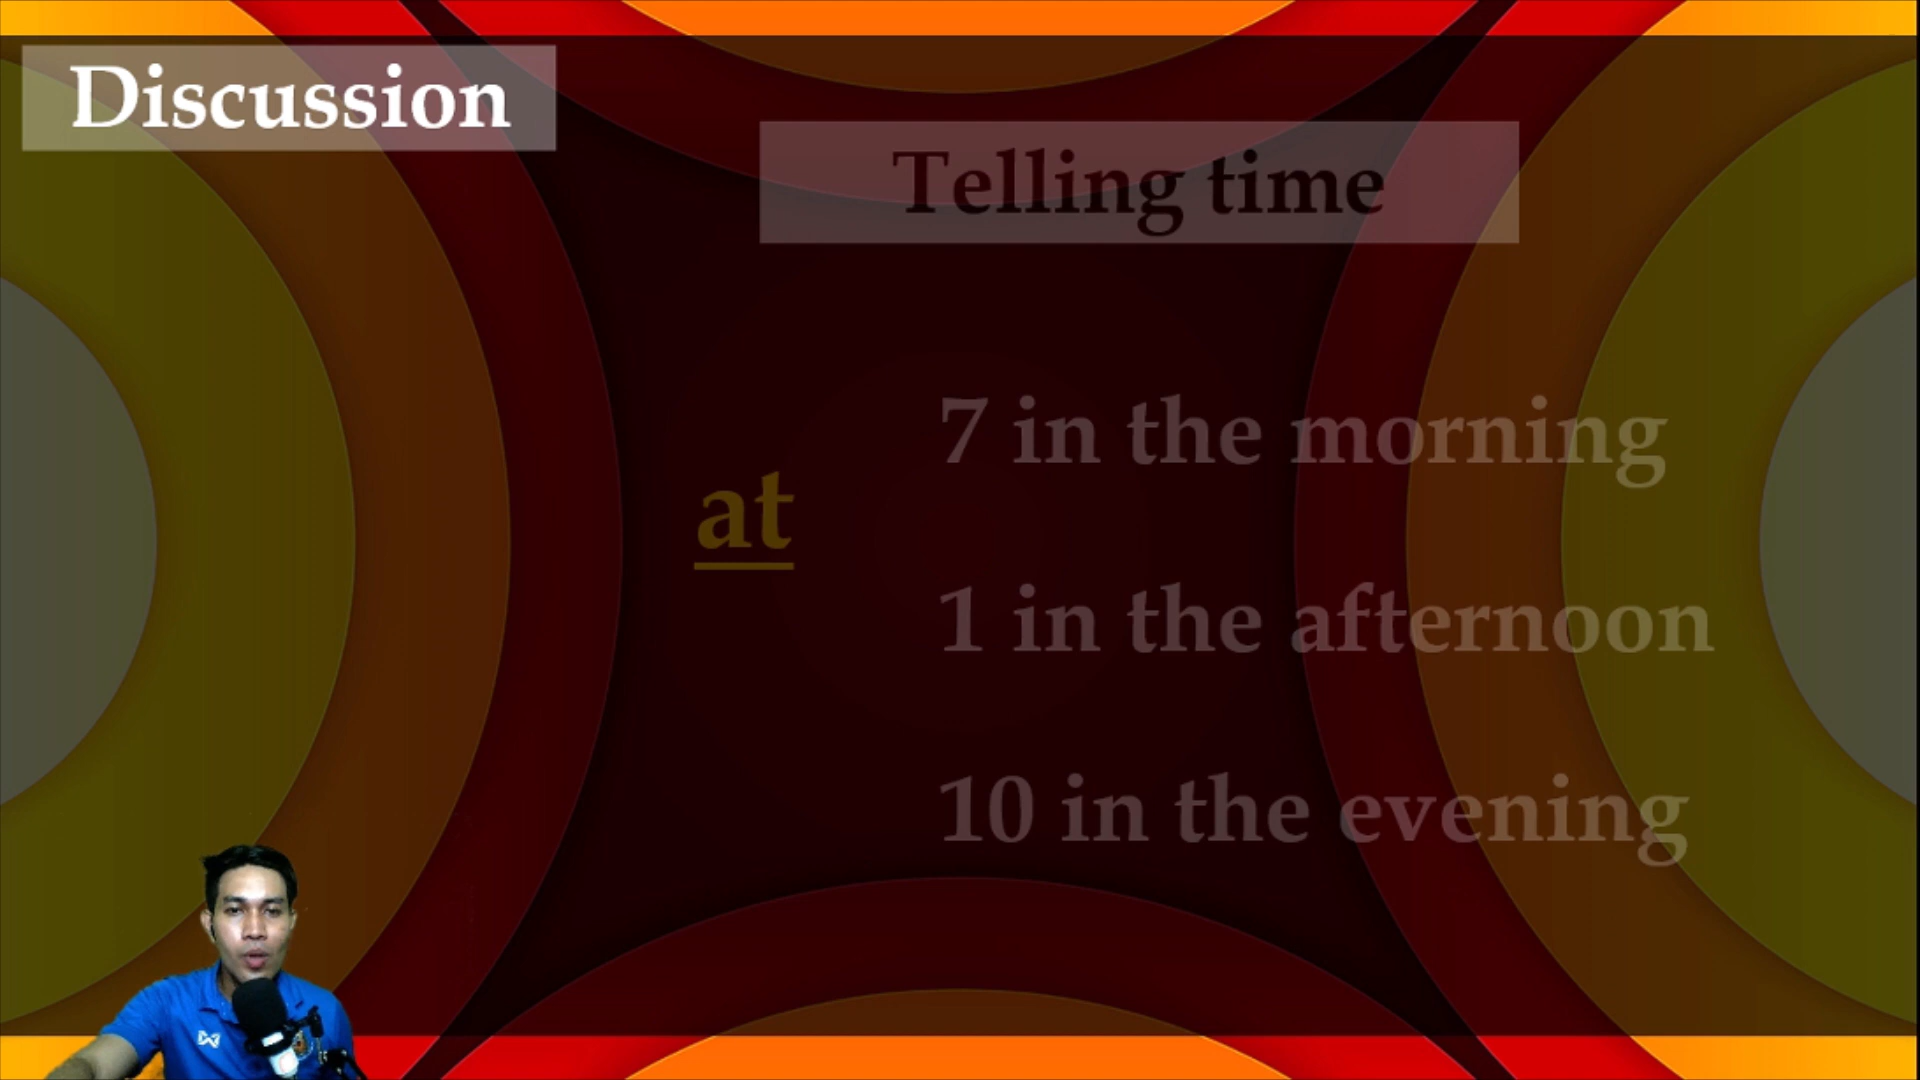 Discussion
Telling time
7 in the morning
at
1 in the afternoon
10 in the evening